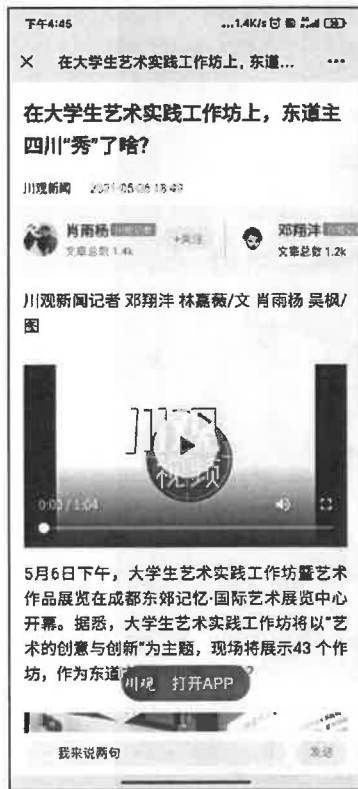 下午4:45
...1.4K/s
× 在大学生艺术实践工作坊上，东道... ...
在大学生艺术实践工作坊上，东道主
四川“秀”了啥？
川观新闻 2021-05-06 18:49
肖雨杨
文章总数 1.4k
+关注
邓翔沣
文章总数 1.2k
川观新闻记者 邓翔沣 林嘉薇/文 肖雨杨 吴枫/
图
川观
视频
0:00 / 1:04
5月6日下午，大学生艺术实践工作坊暨艺术
作品展览在成都东郊记忆·国际艺术展览中心
开幕。据悉，大学生艺术实践工作坊将以“艺
术的创意与创新”为主题，现场将展示43 个作
坊，作为东道
川观 打开APP
我来说两句
发送